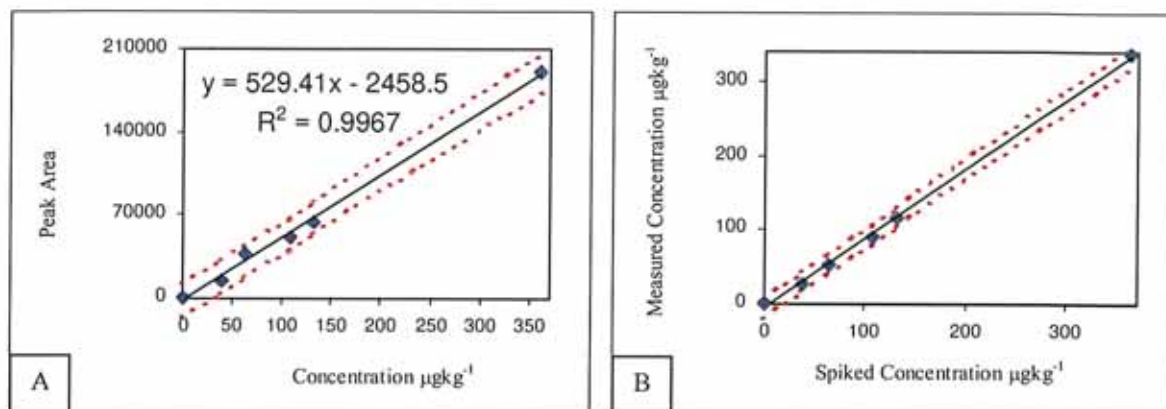 210000
140000
70000
0
Peak Area
y = 529.41x - 2458.5
R² = 0.9967
0 50 100 150 200 250 300 350
Concentration µgkg⁻¹
A
300
200
100
0
Measured Concentration µgkg⁻¹
0 100 200 300
Spiked Concentration µgkg⁻¹
B